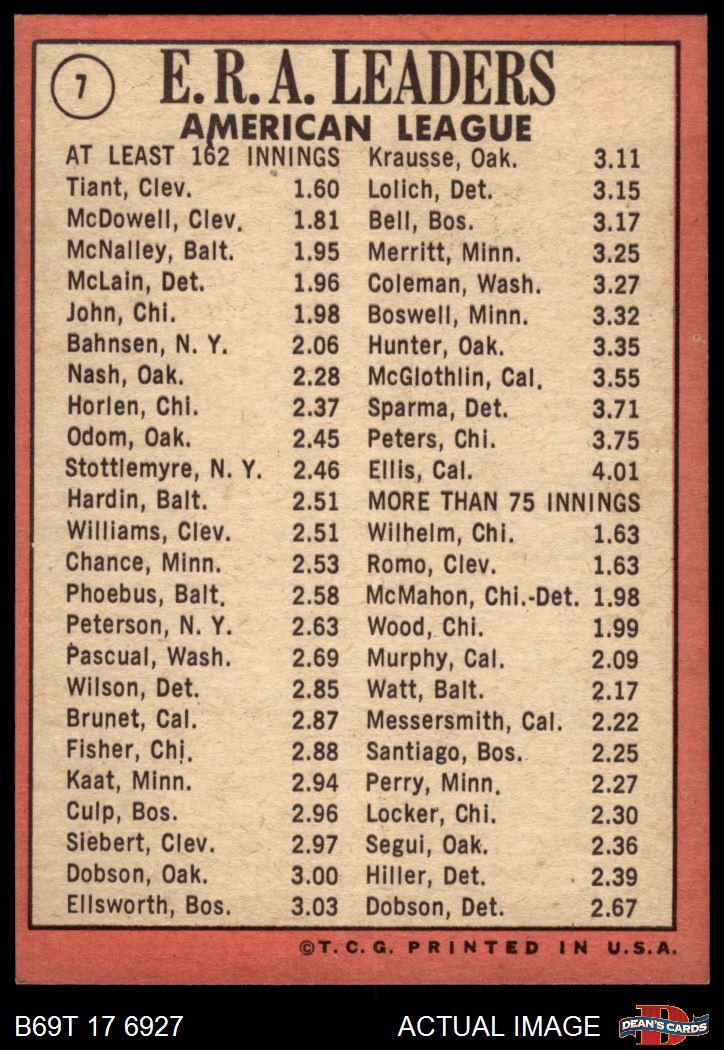 7
E.R.A. LEADERS
AMERICAN LEAGUE
AT LEAST 162 INNINGS
Tiant, Clev. 1.60
McDowell, Clev. 1.81
McNalley, Balt. 1.95
McLain, Det. 1.96
John, Chi. 1.98
Bahnsen, N. Y. 2.06
Nash, Oak. 2.28
Horlen, Chi. 2.37
Odom, Oak. 2.45
Stottlemyre, N. Y. 2.46
Hardin, Balt. 2.51
Williams, Clev. 2.51
Chance, Minn. 2.53
Phoebus, Balt. 2.58
Peterson, N. Y. 2.63
Pascual, Wash. 2.69
Wilson, Det. 2.85
Brunet, Cal. 2.87
Fisher, Chi. 2.88
Kaat, Minn. 2.94
Culp, Bos. 2.96
Siebert, Clev. 2.97
Dobson, Oak. 3.00
Ellsworth, Bos. 3.03
Krausse, Oak. 3.11
Lolich, Det. 3.15
Bell, Bos. 3.17
Merritt, Minn. 3.25
Coleman, Wash. 3.27
Boswell, Minn. 3.32
Hunter, Oak. 3.35
McGlothlin, Cal. 3.55
Sparma, Det. 3.71
Peters, Chi. 3.75
Ellis, Cal. 4.01
MORE THAN 75 INNINGS
Wilhelm, Chi. 1.63
Romo, Clev. 1.63
McMahon, Chi.-Det. 1.98
Wood, Chi. 1.99
Murphy, Cal. 2.09
Watt, Balt. 2.17
Messersmith, Cal. 2.22
Santiago, Bos. 2.25
Perry, Minn. 2.27
Locker, Chi. 2.30
Segui, Oak. 2.36
Hiller, Det. 2.39
Dobson, Det. 2.67
©T.C.G. PRINTED IN U.S.A.
B69T 17 6927
ACTUAL IMAGE
D
DEAN'S CARDS